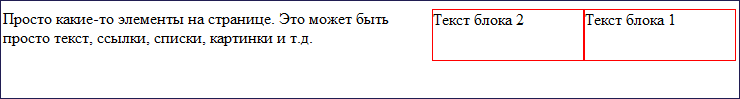 Просто какие-то элементы на странице. Это может быть
просто текст, ссылки, списки, картинки и т.д.
Текст блока 2
Текст блока 1